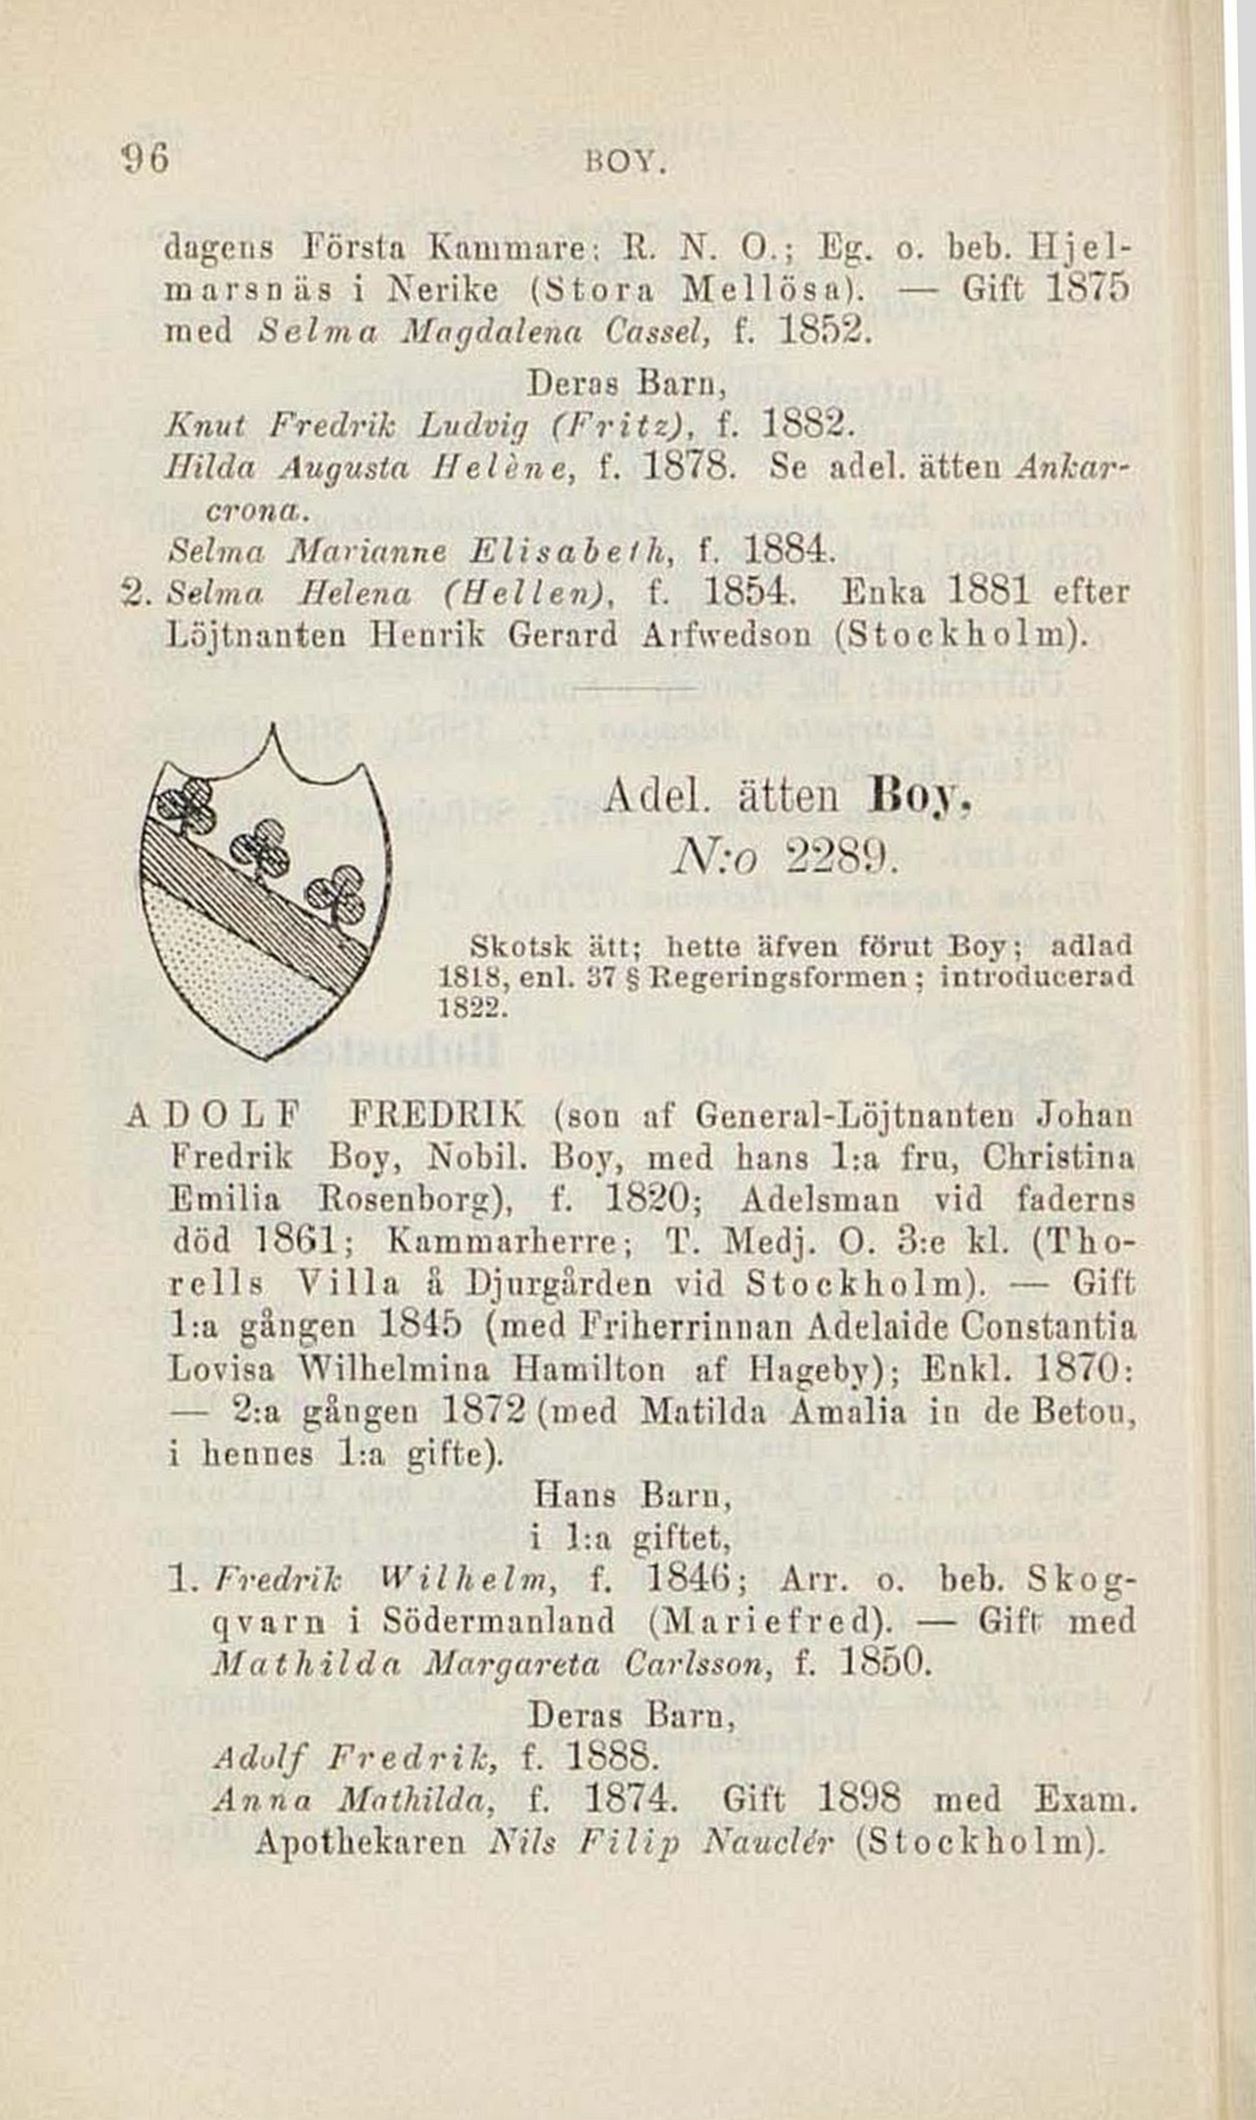 96
BOY.
dagens Första Kammare; R. N. O.; Eg. o. beb. Hjel-
marsnäs i Nerike (Stora Mellösa). — Gift 1875
med Selma Magdalena Cassel, f. 1852.
Deras Barn,
Knut Fredrik Ludvig (Fritz), f. 1882.
Hilda Augusta Helène, f. 1878. Se adel. ätten Ankar-
crona.
Selma Marianne Elisabeth, f. 1884.
2. Selma Helena (Hellen), f. 1854. Enka 1881 efter
Löjtnanten Henrik Gerard Arfwedson (Stockholm).
Adel. ätten Boy,
N:o 2289.
Skotsk ätt; hette äfven förut Boy; adlad
1818, enl. 37 § Regeringsformen; introducerad
1822.
ADOLF FREDRIK (son af General-Löjtnanten Johan
Fredrik Boy, Nobil. Boy, med hans 1:a fru, Christina
Emilia Rosenborg), f. 1820; Adelsman vid faderns
död 1861; Kammarherre; T. Medj. O. 3:e kl. (Tho-
rells Villa å Djurgården vid Stockholm). — Gift
1:a gången 1845 (med Friherrinnan Adelaide Constantia
Lovisa Wilhelmina Hamilton af Hageby); Enkl. 1870:
— 2:a gången 1872 (med Matilda Amalia in de Betou,
i hennes 1:a gifte).
Hans Barn,
i 1:a giftet,
1. Fredrik Wilhelm, f. 1846; Arr. o. beb. Skog-
qvarn i Södermanland (Mariefred). — Gift med
Mathilda Margareta Carlsson, f. 1850.
Deras Barn,
Adolf Fredrik, f. 1888.
Anna Mathilda, f. 1874. Gift 1898 med Exam.
Apothekaren Nils Filip Nauclér (Stockholm).